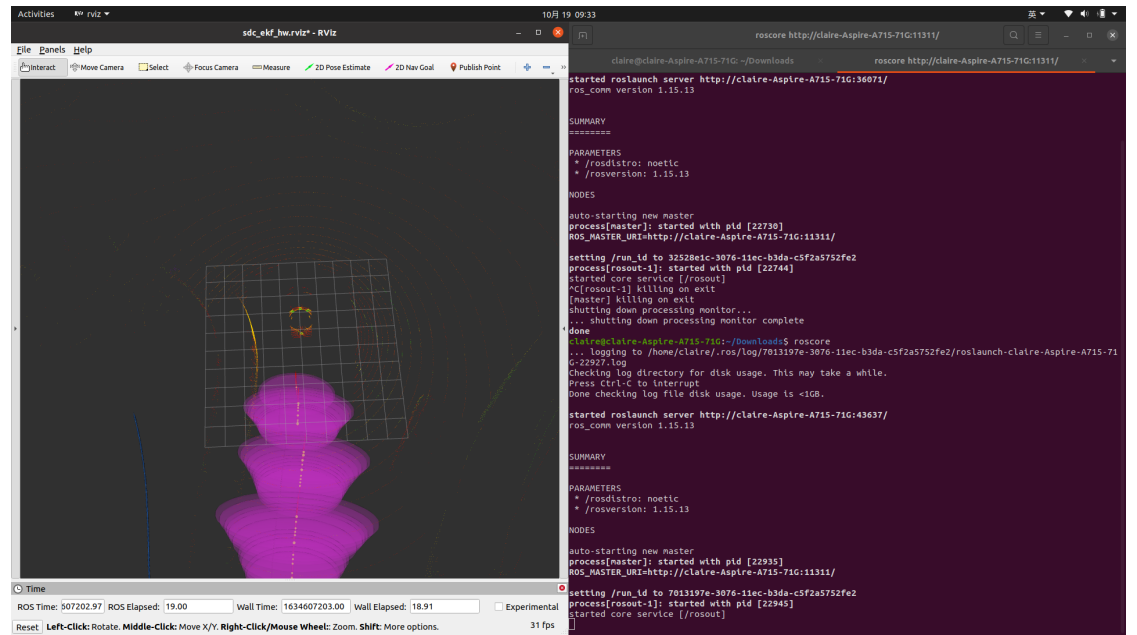 Activities
rviz
10月 19 09:33
英
sdc_ekf_hw.rviz* - RViz
File Panels Help
Interact Move Camera Select Focus Camera Measure 2D Pose Estimate 2D Nav Goal Publish Point
Time
ROS Time: 607202.97 ROS Elapsed: 19.00 Wall Time: 1634607203.00 Wall Elapsed: 18.91 Experimental
Reset Left-Click: Rotate. Middle-Click: Move X/Y. Right-Click/Mouse Wheel:: Zoom. Shift: More options. 31 fps
roscore http://claire-Aspire-A715-71G:11311/
claire@claire-Aspire-A715-71G: ~/Downloads
roscore http://claire-Aspire-A715-71G:11311/
started roslaunch server http://claire-Aspire-A715-71G:36071/
ros_comm version 1.15.13
SUMMARY
========
PARAMETERS
* /rosdistro: noetic
* /rosversion: 1.15.13
NODES
auto-starting new master
process[master]: started with pid [22730]
ROS_MASTER_URI=http://claire-Aspire-A715-71G:11311/
setting /run_id to 32528e1c-3076-11ec-b3da-c5f2a5752fe2
process[rosout-1]: started with pid [22744]
started core service [/rosout]
^C[rosout-1] killing on exit
[master] killing on exit
shutting down processing monitor...
... shutting down processing monitor complete
done
claire@claire-Aspire-A715-71G:~/Downloads$ roscore
... logging to /home/claire/.ros/log/7013197e-3076-11ec-b3da-c5f2a5752fe2/roslaunch-claire-Aspire-A715-71
G-22927.log
Checking log directory for disk usage. This may take a while.
Press Ctrl-C to interrupt
Done checking log file disk usage. Usage is <1GB.
started roslaunch server http://claire-Aspire-A715-71G:43637/
ros_comm version 1.15.13
SUMMARY
========
PARAMETERS
* /rosdistro: noetic
* /rosversion: 1.15.13
NODES
auto-starting new master
process[master]: started with pid [22935]
ROS_MASTER_URI=http://claire-Aspire-A715-71G:11311/
setting /run_id to 7013197e-3076-11ec-b3da-c5f2a5752fe2
process[rosout-1]: started with pid [22945]
started core service [/rosout]